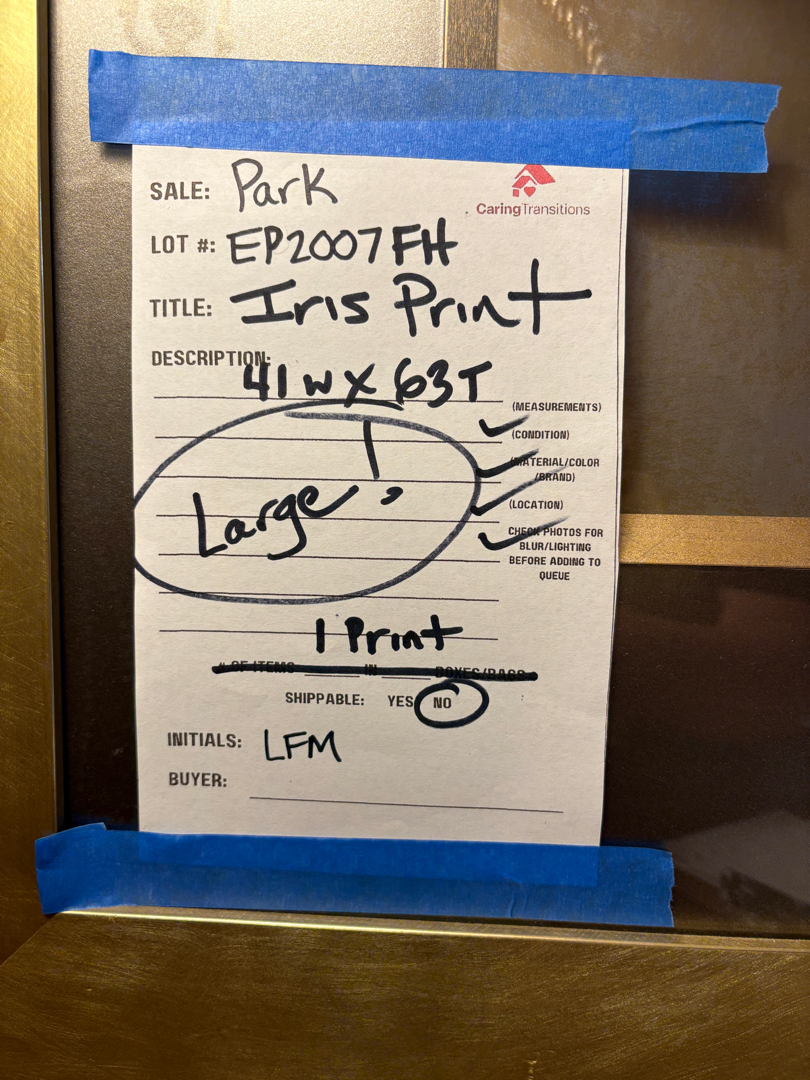 SALE: Park
CaringTransitions
LOT #: EP2007FH
TITLE: Iris Print
DESCRIPTION:
41W X 63T
(MEASUREMENTS)
(CONDITION)
(MATERIAL/COLOR
/BRAND)
Large!
(LOCATION)
CHECK PHOTOS FOR
BLUR/LIGHTING
BEFORE ADDING TO
QUEUE
1 Print
# OF ITEMS ____ IN ____ BOXES/BAGS
SHIPPABLE: YES NO
INITIALS: LFM
BUYER: